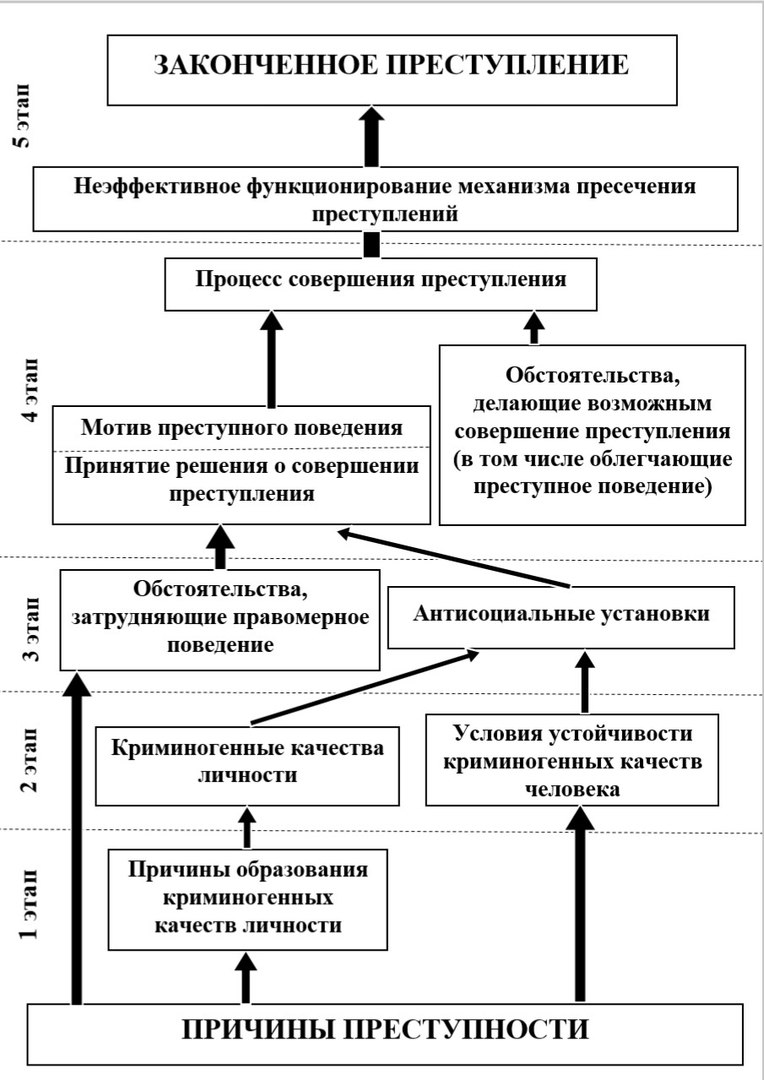 ЗАКОНЧЕННОЕ ПРЕСТУПЛЕНИЕ
5 этап
Неэффективное функционирование механизма пресечения
преступлений
Процесс совершения преступления
4 этап
Обстоятельства,
делающие возможным
совершение преступления
(в том числе облегчающие
преступное поведение)
Мотив преступного поведения
Принятие решения о совершении
преступления
3 этап
Обстоятельства,
затрудняющие правомерное
поведение
Антисоциальные установки
2 этап
Криминогенные качества
личности
Условия устойчивости
криминогенных качеств
человека
1 этап
Причины образования
криминогенных
качеств личности
ПРИЧИНЫ ПРЕСТУПНОСТИ